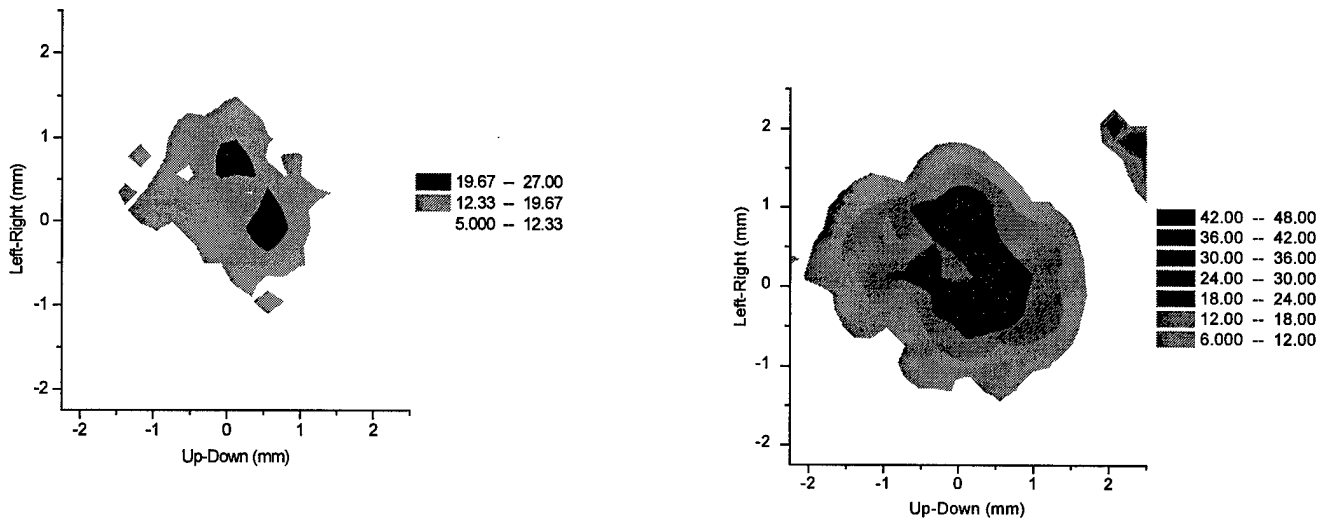 2
1
0
-1
-2
Left-Right (mm)
-2 -1 0 1 2
Up-Down (mm)
19.67 -- 27.00
12.33 -- 19.67
5.000 -- 12.33
2
1
0
-1
-2
Left-Right (mm)
-2 -1 0 1 2
Up-Down (mm)
42.00 -- 48.00
36.00 -- 42.00
30.00 -- 36.00
24.00 -- 30.00
18.00 -- 24.00
12.00 -- 18.00
6.000 -- 12.00